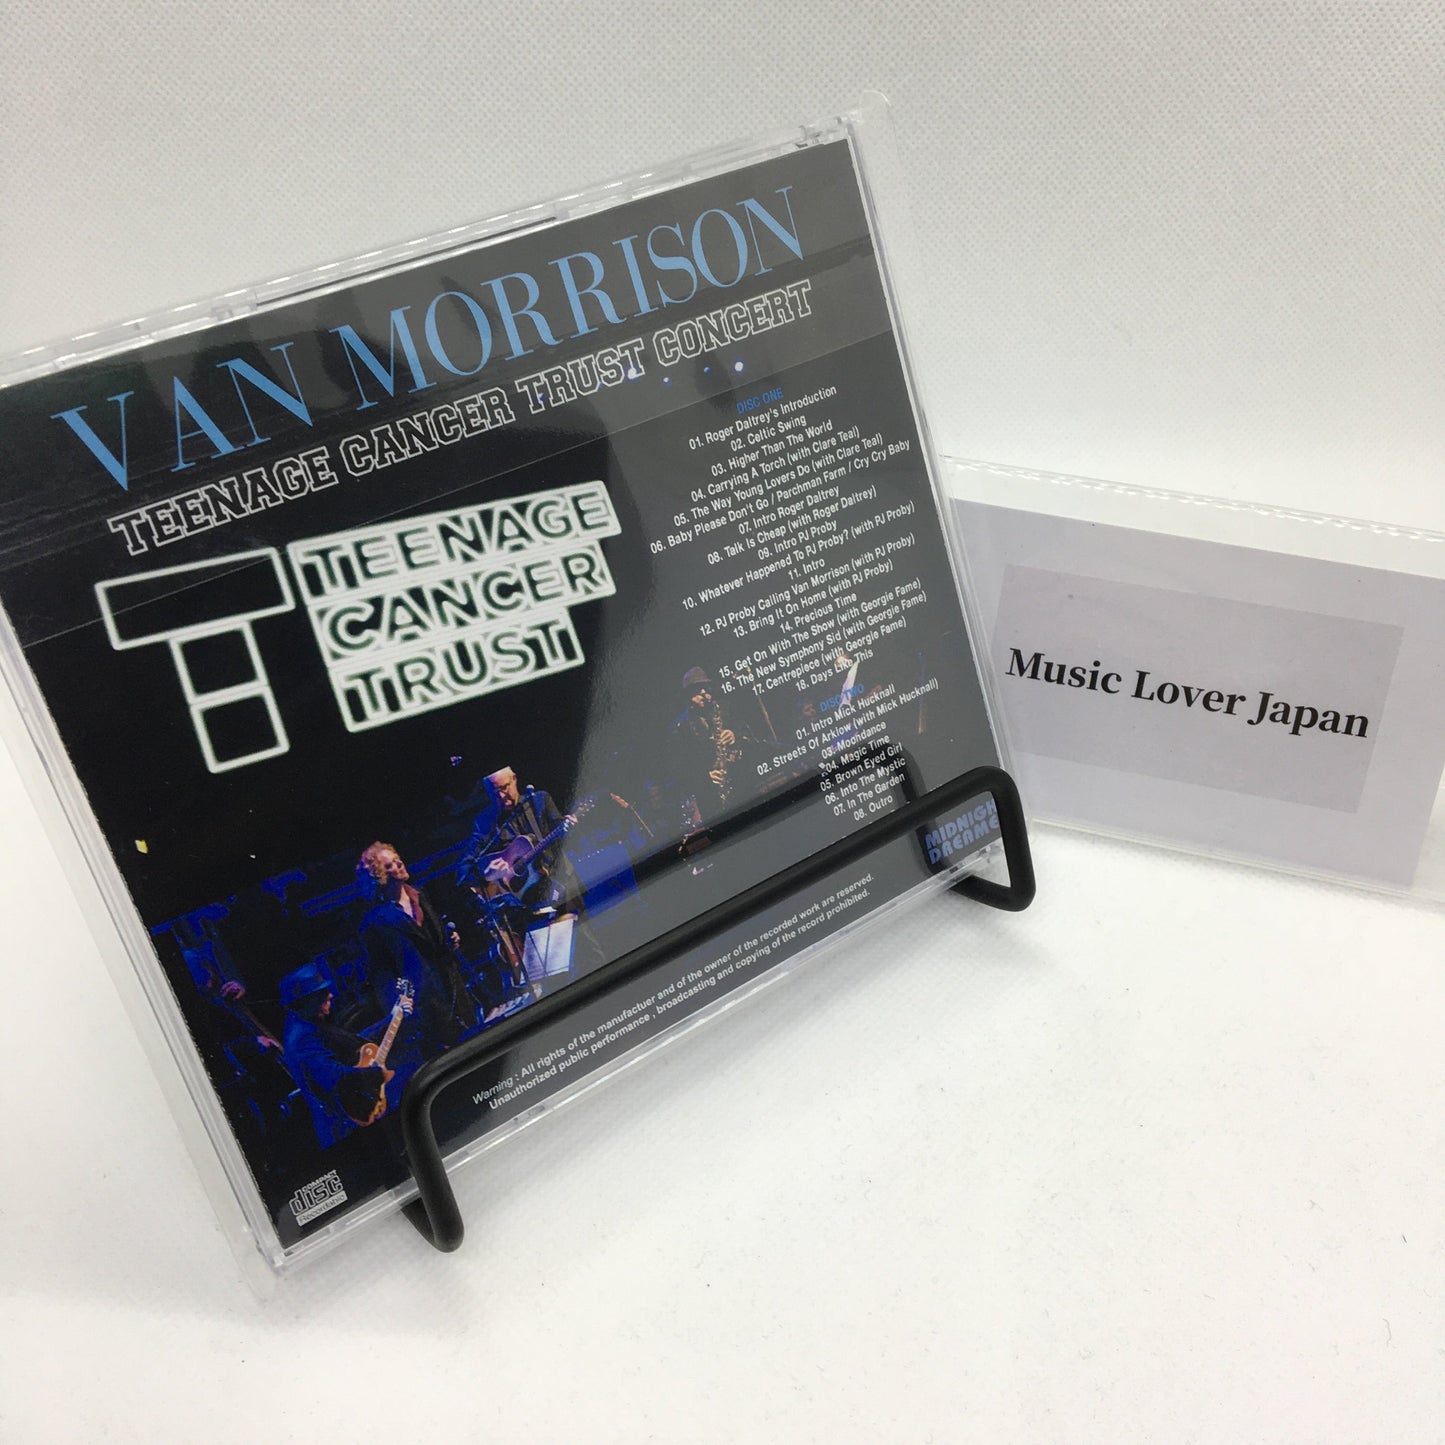 VAN MORRISON
TEENAGE CANCER TRUST CONCERT
TEENAGE
CANCER
TRUST
DISC ONE
01. Roger Daltrey's Introduction
02. Celtic Swing
03. Higher Than The World
04. Carrying A Torch (with Clare Teal)
05. The Way Young Lovers Do (with Clare Teal)
06. Baby Please Don't Go / Parchman Farm / Cry Cry Baby
07. Intro Roger Daltrey
08. Talk Is Cheap (with Roger Daltrey)
09. Intro PJ Proby
10. Whatever Happened To PJ Proby? (with PJ Proby)
11. Intro
12. PJ Proby Calling Van Morrison (with PJ Proby)
13. Bring It On Home (with PJ Proby)
14. Precious Time
15. Get On With The Show (with Georgie Fame)
16. The New Symphony Sid (with Georgie Fame)
17. Centrepiece (with Georgie Fame)
18. Days Like This
DISC TWO
01. Intro Mick Hucknall
02. Streets Of Arklow (with Mick Hucknall)
03. Moondance
04. Magic Time
05. Brown Eyed Girl
06. Into The Mystic
07. In The Garden
08. Outro
Warning : All rights of the manufactuer and of the owner of the recorded work are reserved.
Unauthorized public performance , broadcasting and copying of the record prohibited.
COMPACT
disc
Recordable
Music Lover Japan